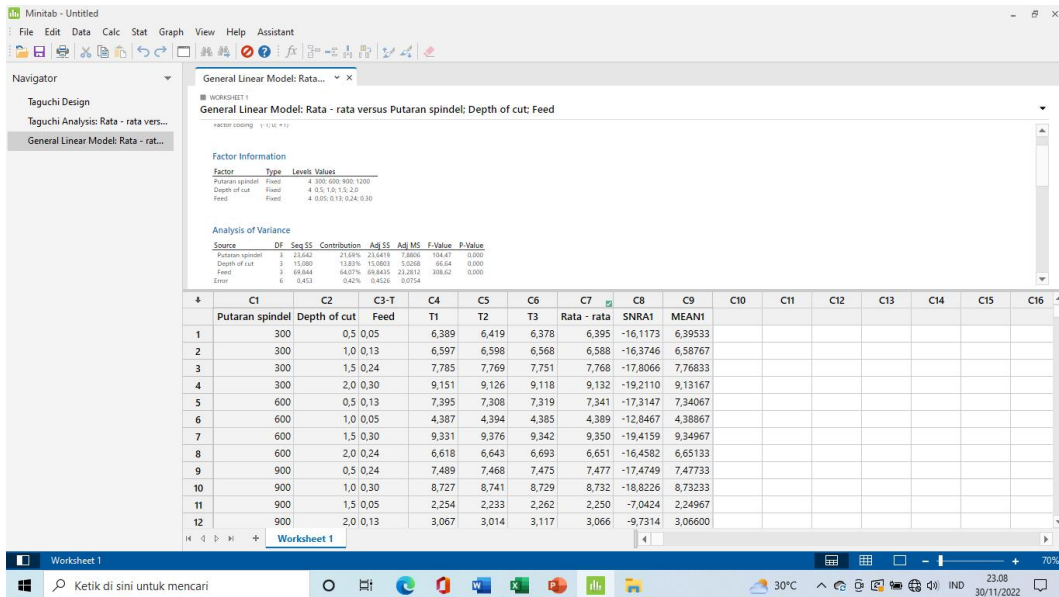 Minitab - Untitled
File Edit Data Calc Stat Graph View Help Assistant
Navigator
Taguchi Design
Taguchi Analysis: Rata - rata vers...
General Linear Model: Rata - rat...
General Linear Model: Rata...
WORKSHEET 1
General Linear Model: Rata - rata versus Putaran spindel; Depth of cut; Feed
Factor coding (-1; 0; +1)
Factor Information
Factor Type Levels Values
Putaran spindel Fixed 4 300; 600; 900; 1200
Depth of cut Fixed 4 0,5; 1,0; 1,5; 2,0
Feed Fixed 4 0,05; 0,13; 0,24; 0,30
Analysis of Variance
Source DF Seq SS Contribution Adj SS Adj MS F-Value P-Value
Putaran spindel 3 23,642 21,69% 23,6419 7,8806 104,47 0,000
Depth of cut 3 15,080 13,83% 15,0803 5,0268 66,64 0,000
Feed 3 69,844 64,07% 69,8435 23,2812 308,62 0,000
Error 6 0,453 0,42% 0,4526 0,0754
C1 C2 C3-T C4 C5 C6 C7 C8 C9 C10 C11 C12 C13 C14 C15 C16
Putaran spindel Depth of cut Feed T1 T2 T3 Rata - rata SNRA1 MEAN1
1 300 0,5 0,05 6,389 6,419 6,378 6,395 -16,1173 6,39533
2 300 1,0 0,13 6,597 6,598 6,568 6,588 -16,3746 6,58767
3 300 1,5 0,24 7,785 7,769 7,751 7,768 -17,8066 7,76833
4 300 2,0 0,30 9,151 9,126 9,118 9,132 -19,2110 9,13167
5 600 0,5 0,13 7,395 7,308 7,319 7,341 -17,3147 7,34067
6 600 1,0 0,05 4,387 4,394 4,385 4,389 -12,8467 4,38867
7 600 1,5 0,30 9,331 9,376 9,342 9,350 -19,4159 9,34967
8 600 2,0 0,24 6,618 6,643 6,693 6,651 -16,4582 6,65133
9 900 0,5 0,24 7,489 7,468 7,475 7,477 -17,4749 7,47733
10 900 1,0 0,30 8,727 8,741 8,729 8,732 -18,8226 8,73233
11 900 1,5 0,05 2,254 2,233 2,262 2,250 -7,0424 2,24967
12 900 2,0 0,13 3,067 3,014 3,117 3,066 -9,7314 3,06600
Worksheet 1
Worksheet 1
70%
Ketik di sini untuk mencari
30°C
IND
23.08
30/11/2022